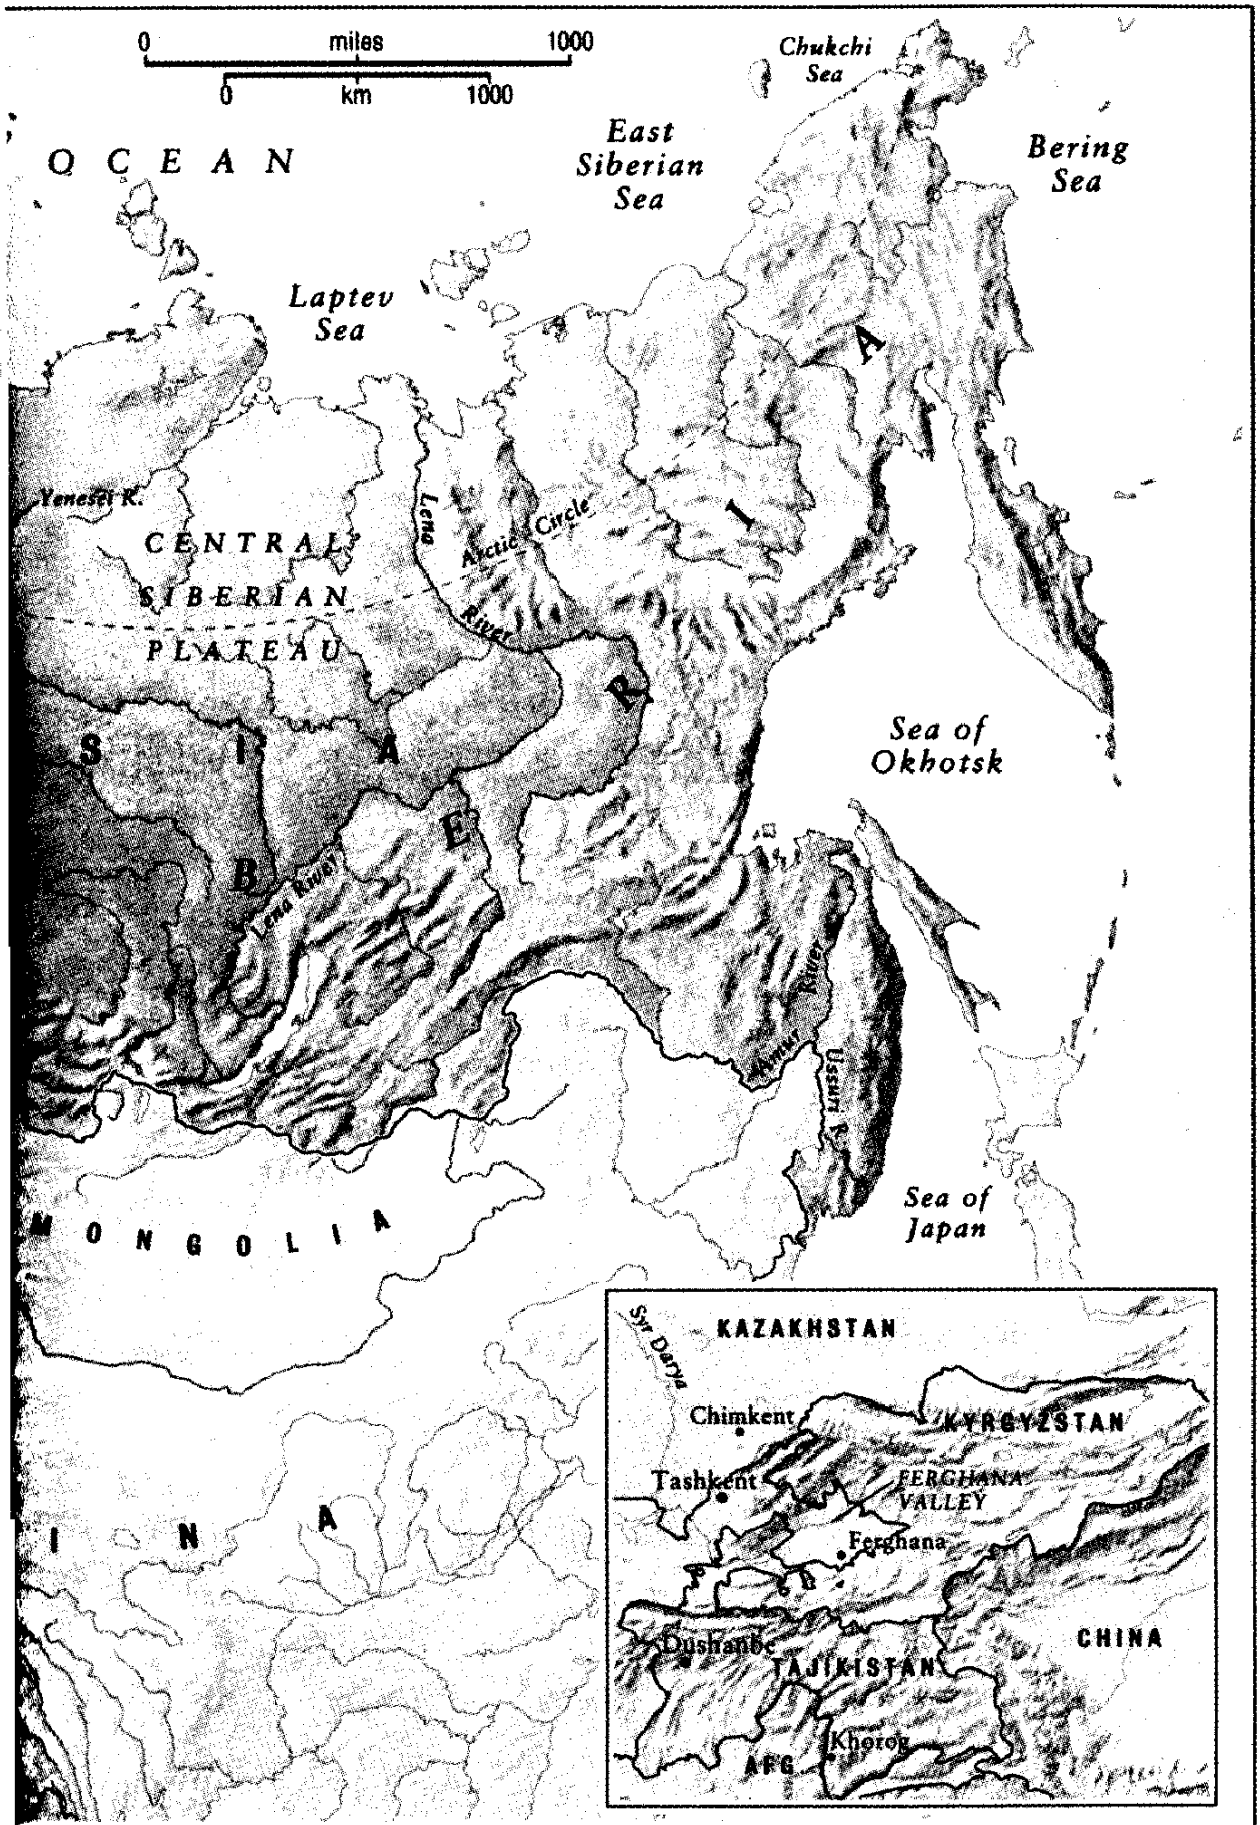 0 miles 1000
0 km 1000
Chukchi
Sea
OCEAN
East
Siberian
Sea
Bering
Sea
Laptev
Sea
A
Yenesei R.
Lena
I
Arctic Circle
CENTRAL
SIBERIAN
River
PLATEAU
R
S I A
Sea of
Okhotsk
E
B
Lena River
River
Amur
Ussuri R.
MONGOLIA
Sea of
Japan
Syr Darya
KAZAKHSTAN
Chimkent
KYRGYZSTAN
Tashkent
FERGHANA
VALLEY
I N A
Ferghana
Dushanbe
CHINA
TAJIKISTAN
Khorog
AFG